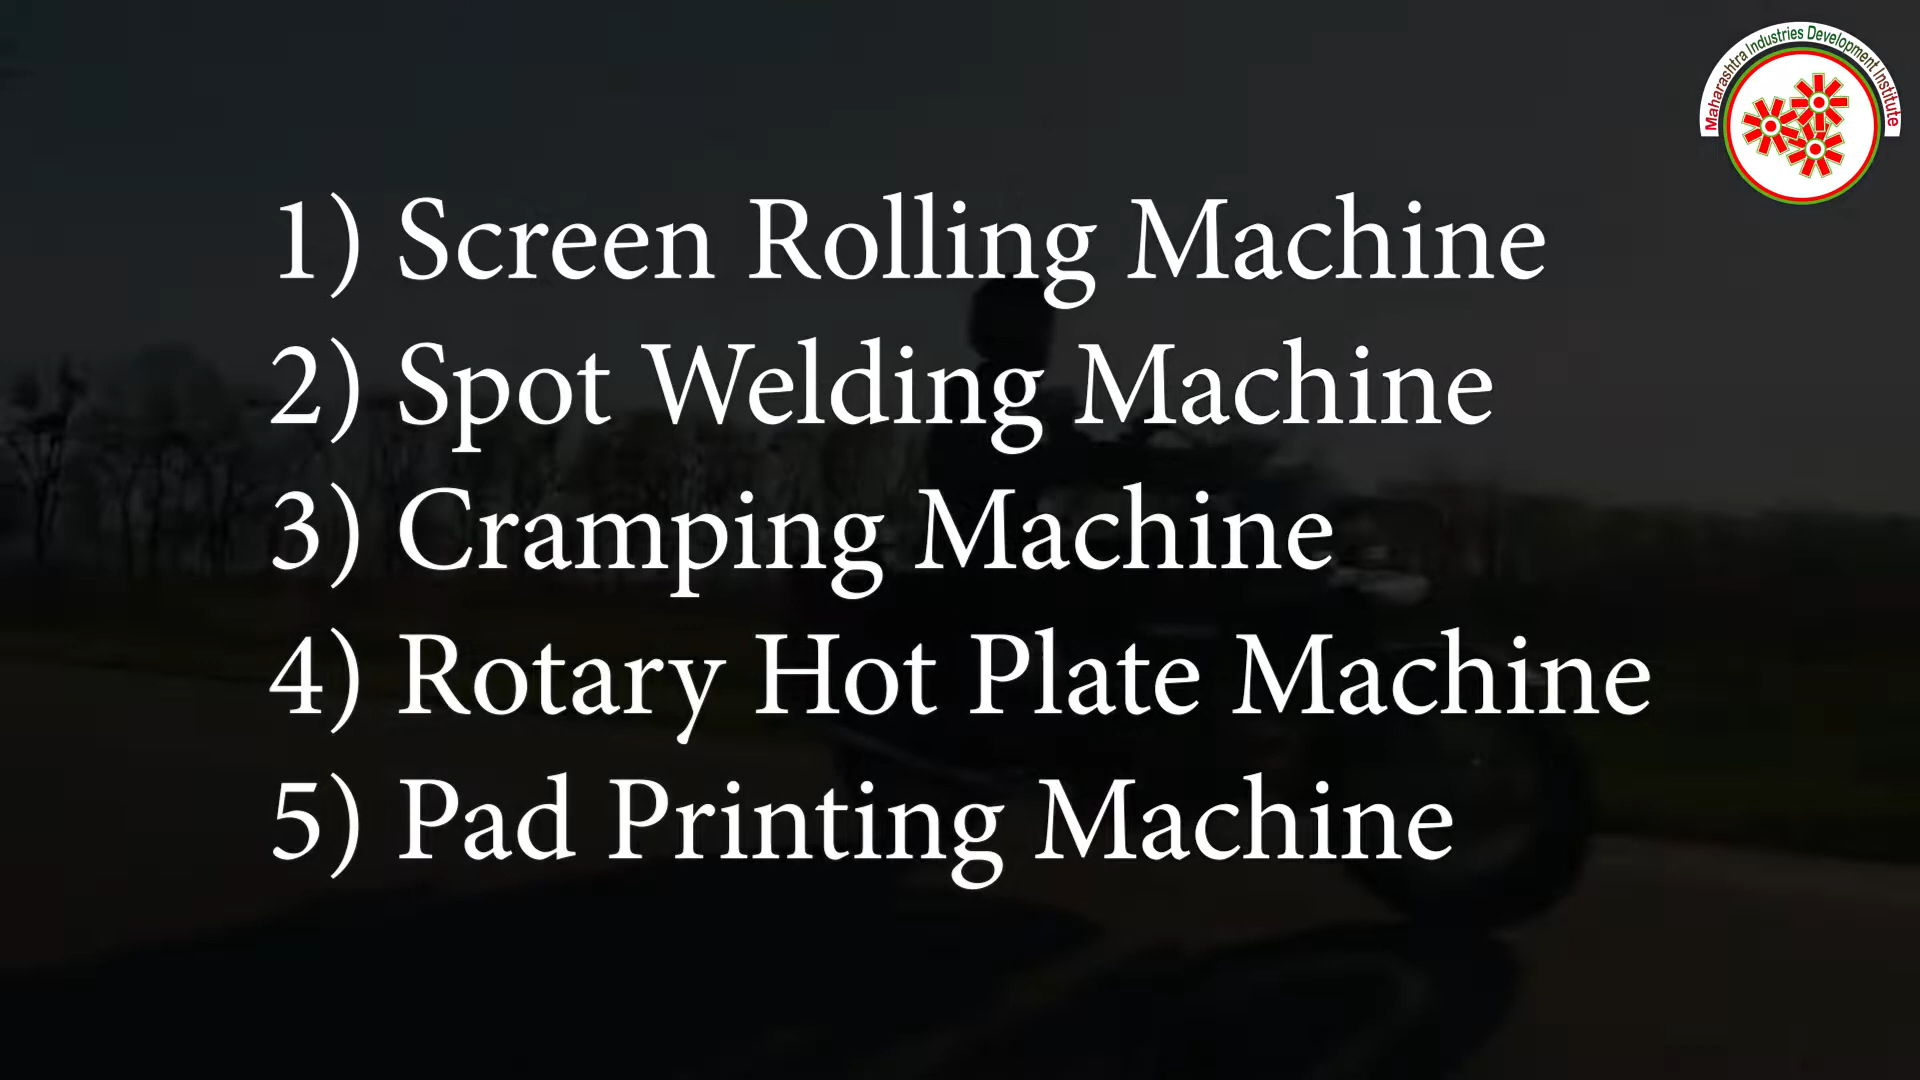 Maharashtra Industries Development Institute
1) Screen Rolling Machine
2) Spot Welding Machine
3) Cramping Machine
4) Rotary Hot Plate Machine
5) Pad Printing Machine